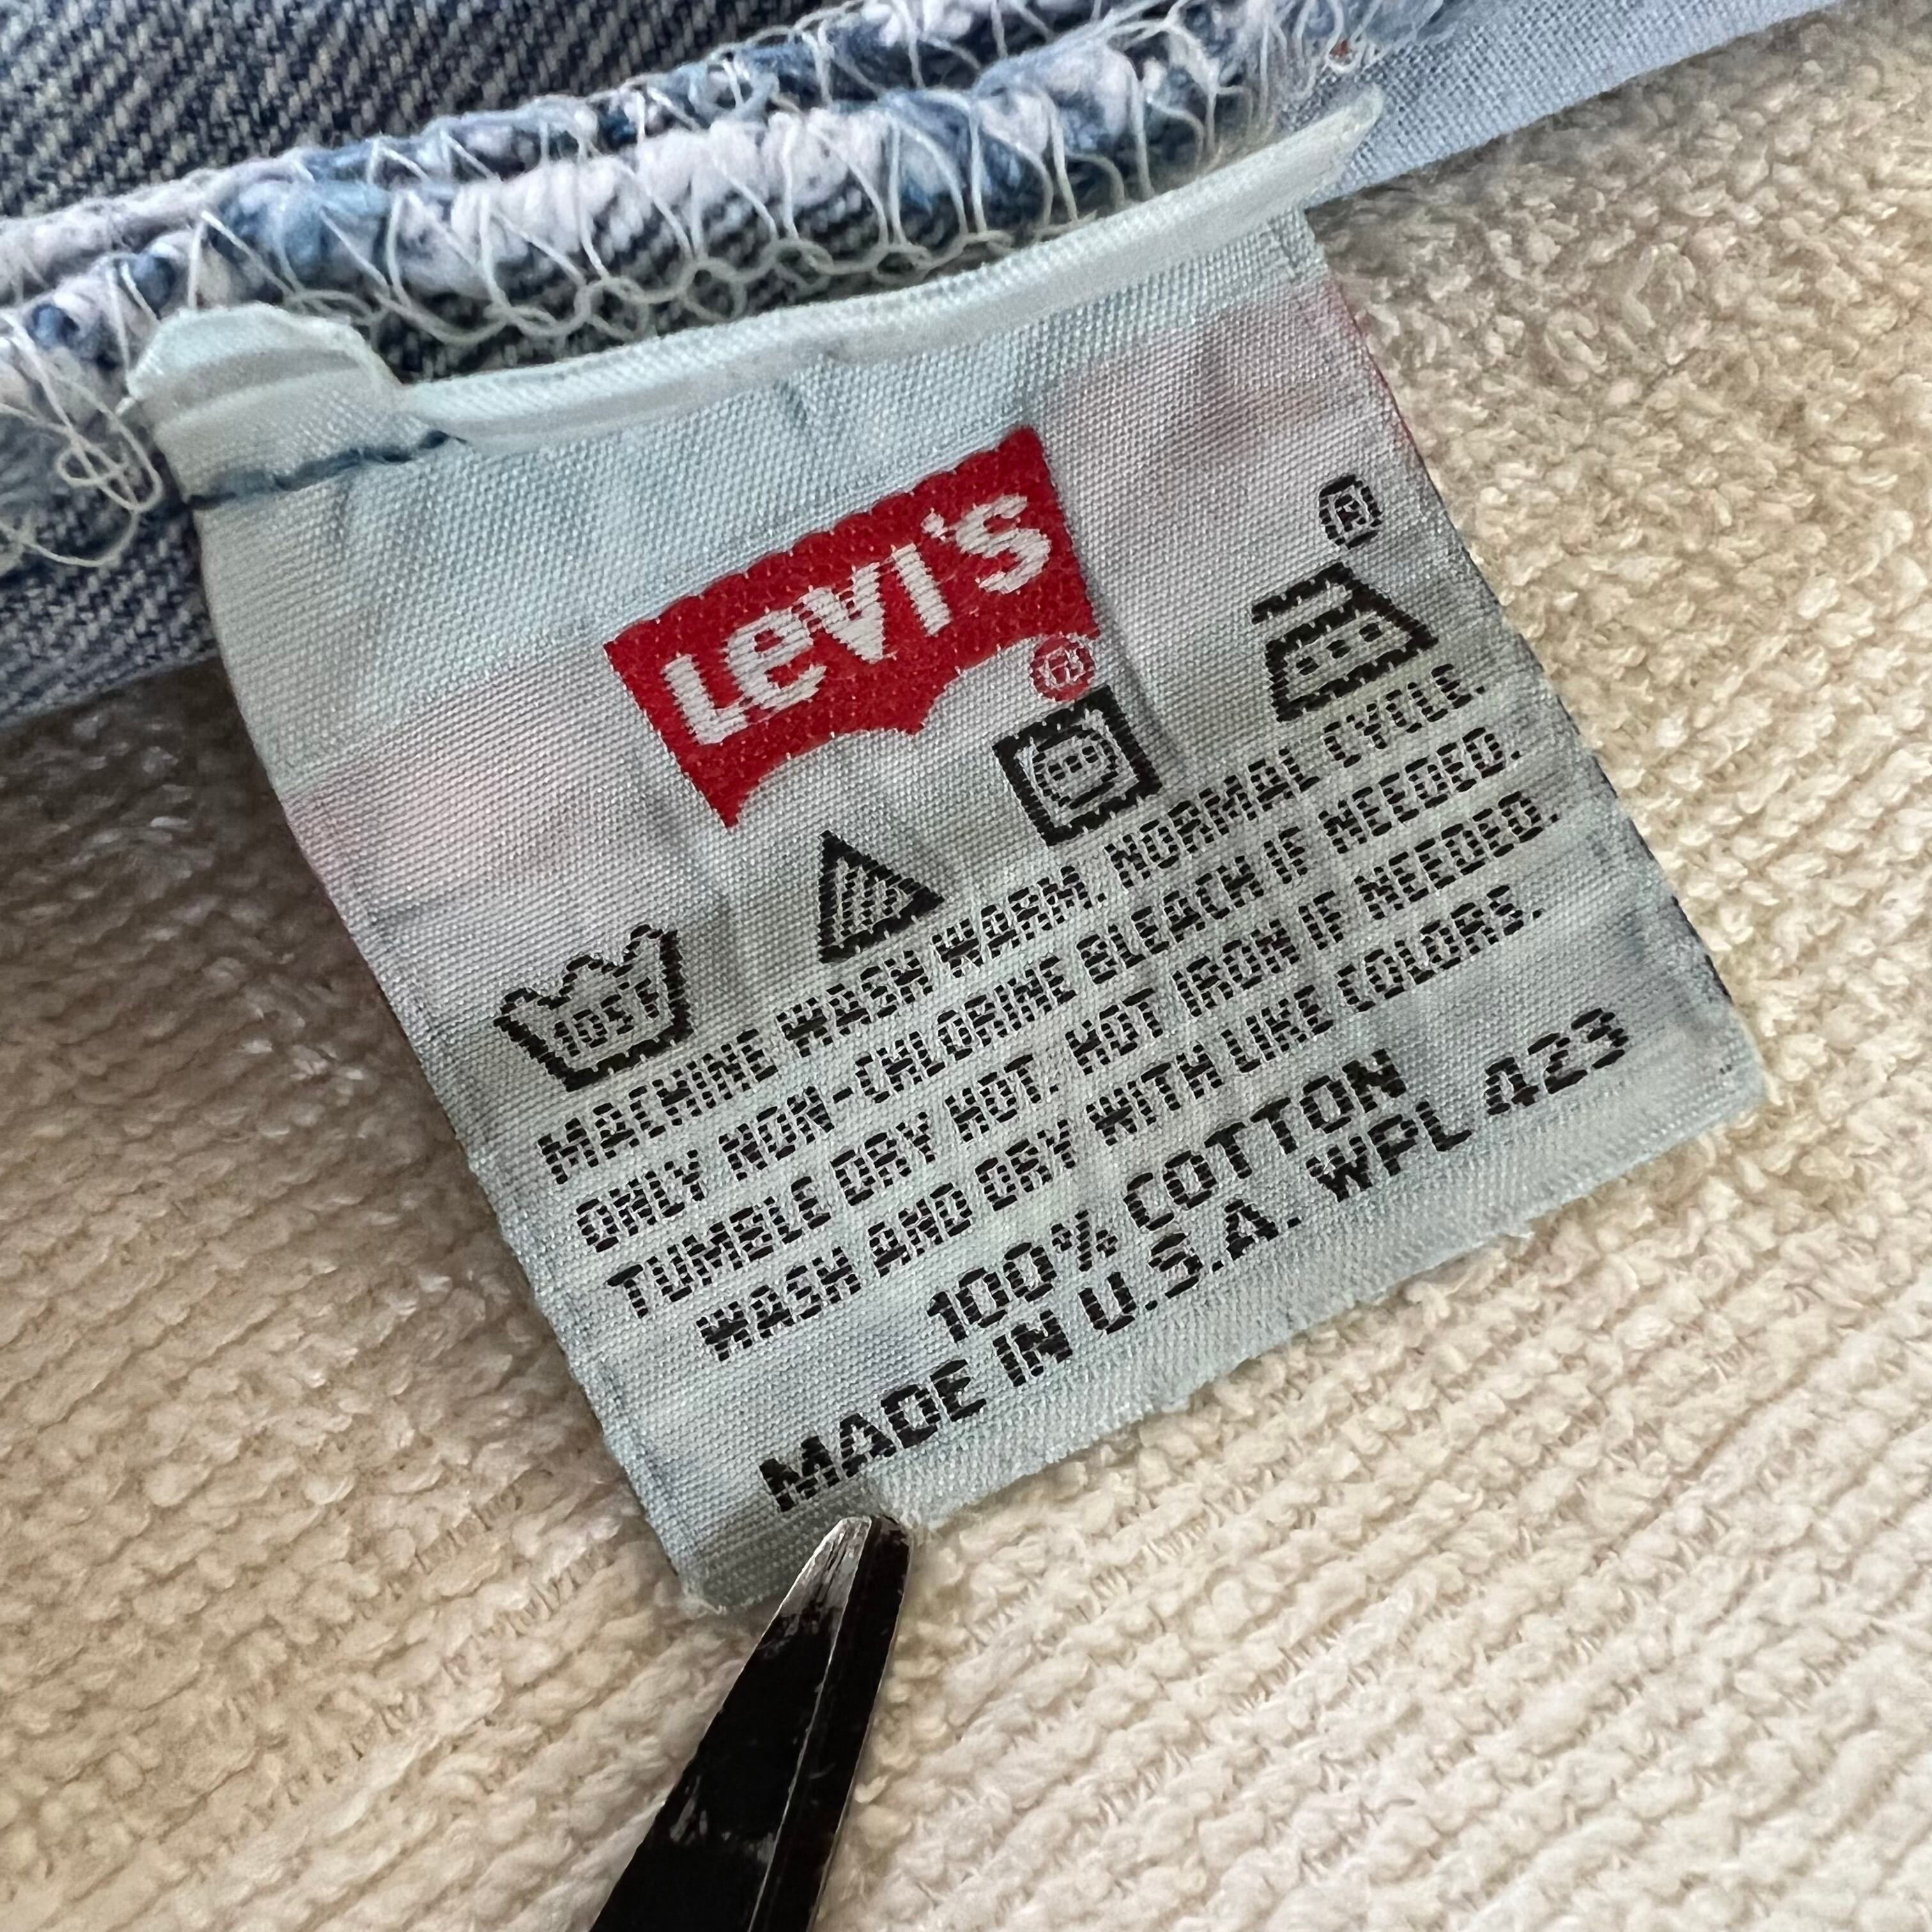 Levi's
®
®
105F
MACHINE WASH WARM, NORMAL CYCLE.
ONLY NON-CHLORINE BLEACH IF NEEDED.
TUMBLE DRY HOT. HOT IRON IF NEEDED.
WASH AND DRY WITH LIKE COLORS.
100% COTTON
MADE IN U.S.A. WPL 423